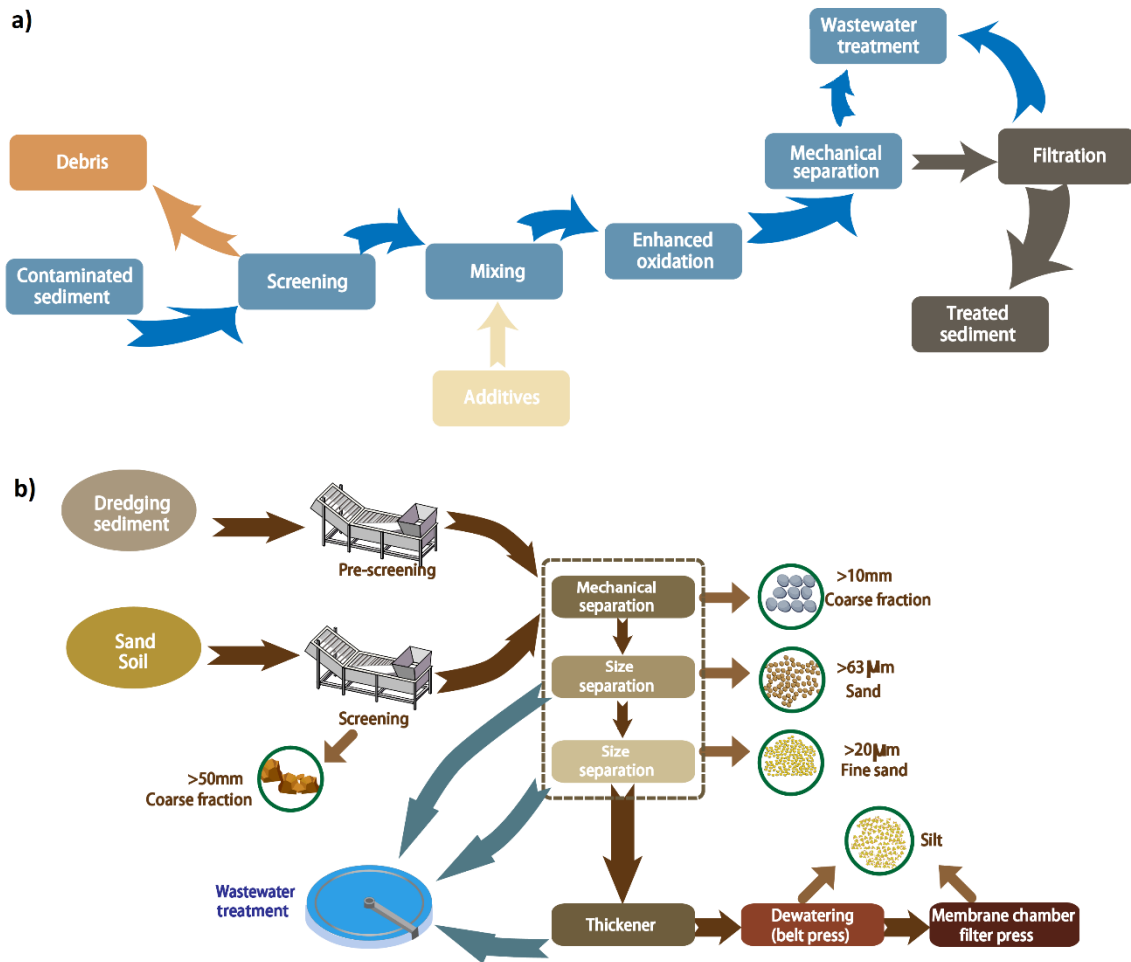 a)
Wastewater
treatment
Debris
Mechanical
separation
Filtration
Contaminated
sediment
Screening
Mixing
Enhanced
oxidation
Treated
sediment
Additives
b)
Dredging
sediment
Pre-screening
Mechanical
separation
>10mm
Coarse fraction
Sand
Soil
Screening
Size
separation
>63μm
Sand
>50mm
Coarse fraction
Size
separation
>20μm
Fine sand
Silt
Wastewater
treatment
Thickener
Dewatering
(belt press)
Membrane chamber
filter press